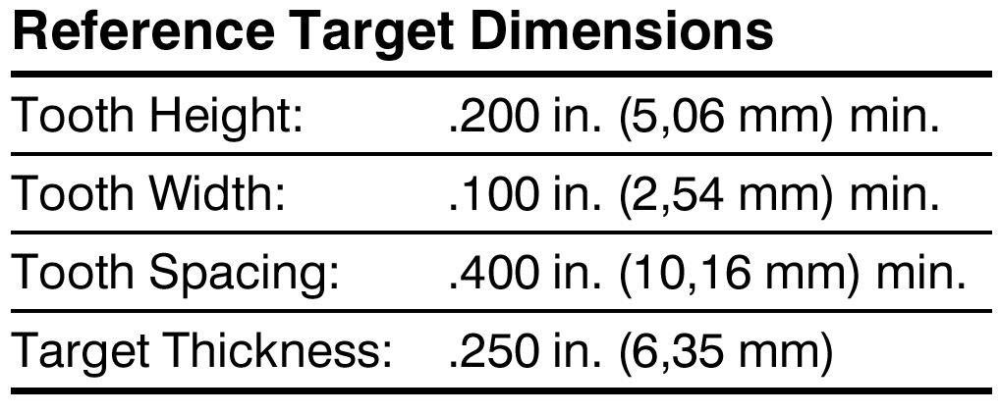 Reference Target Dimensions
Tooth Height: .200 in. (5,06 mm) min.
Tooth Width: .100 in. (2,54 mm) min.
Tooth Spacing: .400 in. (10,16 mm) min.
Target Thickness: .250 in. (6,35 mm)